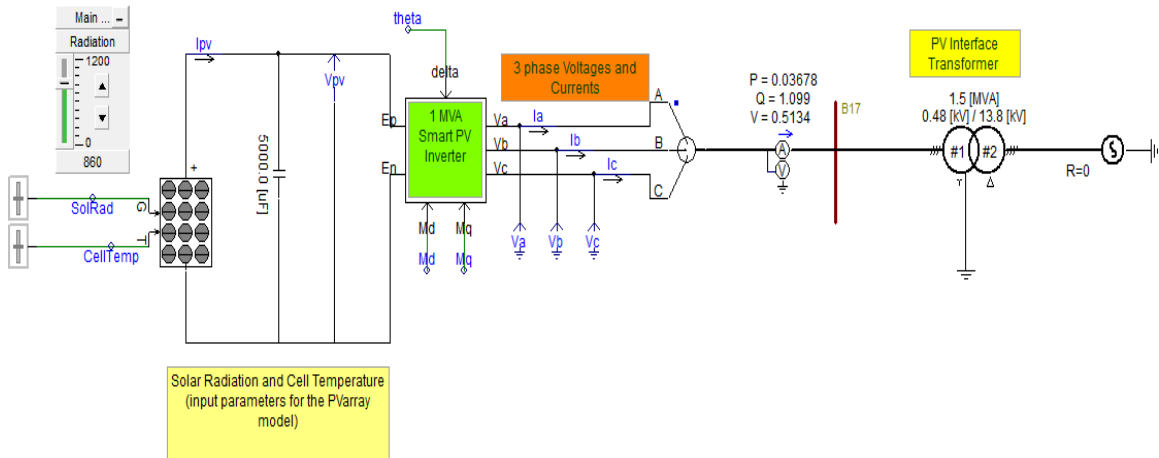 Main ...
Radiation
1200
0
860
Ipv
+
5000.0 [uF]
Vpv
theta
delta
Ep
En
1 MVA
Smart PV
Inverter
Va
Vb
Vc
Md
Mq
Md
Mq
3 phase Voltages and
Currents
Ia
Ib
Ic
A
B
C
Va
Vb
Vc
P = 0.03678
Q = 1.099
V = 0.5134
A
V
B17
PV Interface
Transformer
1.5 [MVA]
0.48 [kV] / 13.8 [kV]
#1
#2
R=0
SolRad
G
T
CellTemp
Solar Radiation and Cell Temperature
(input parameters for the PVarray
model)